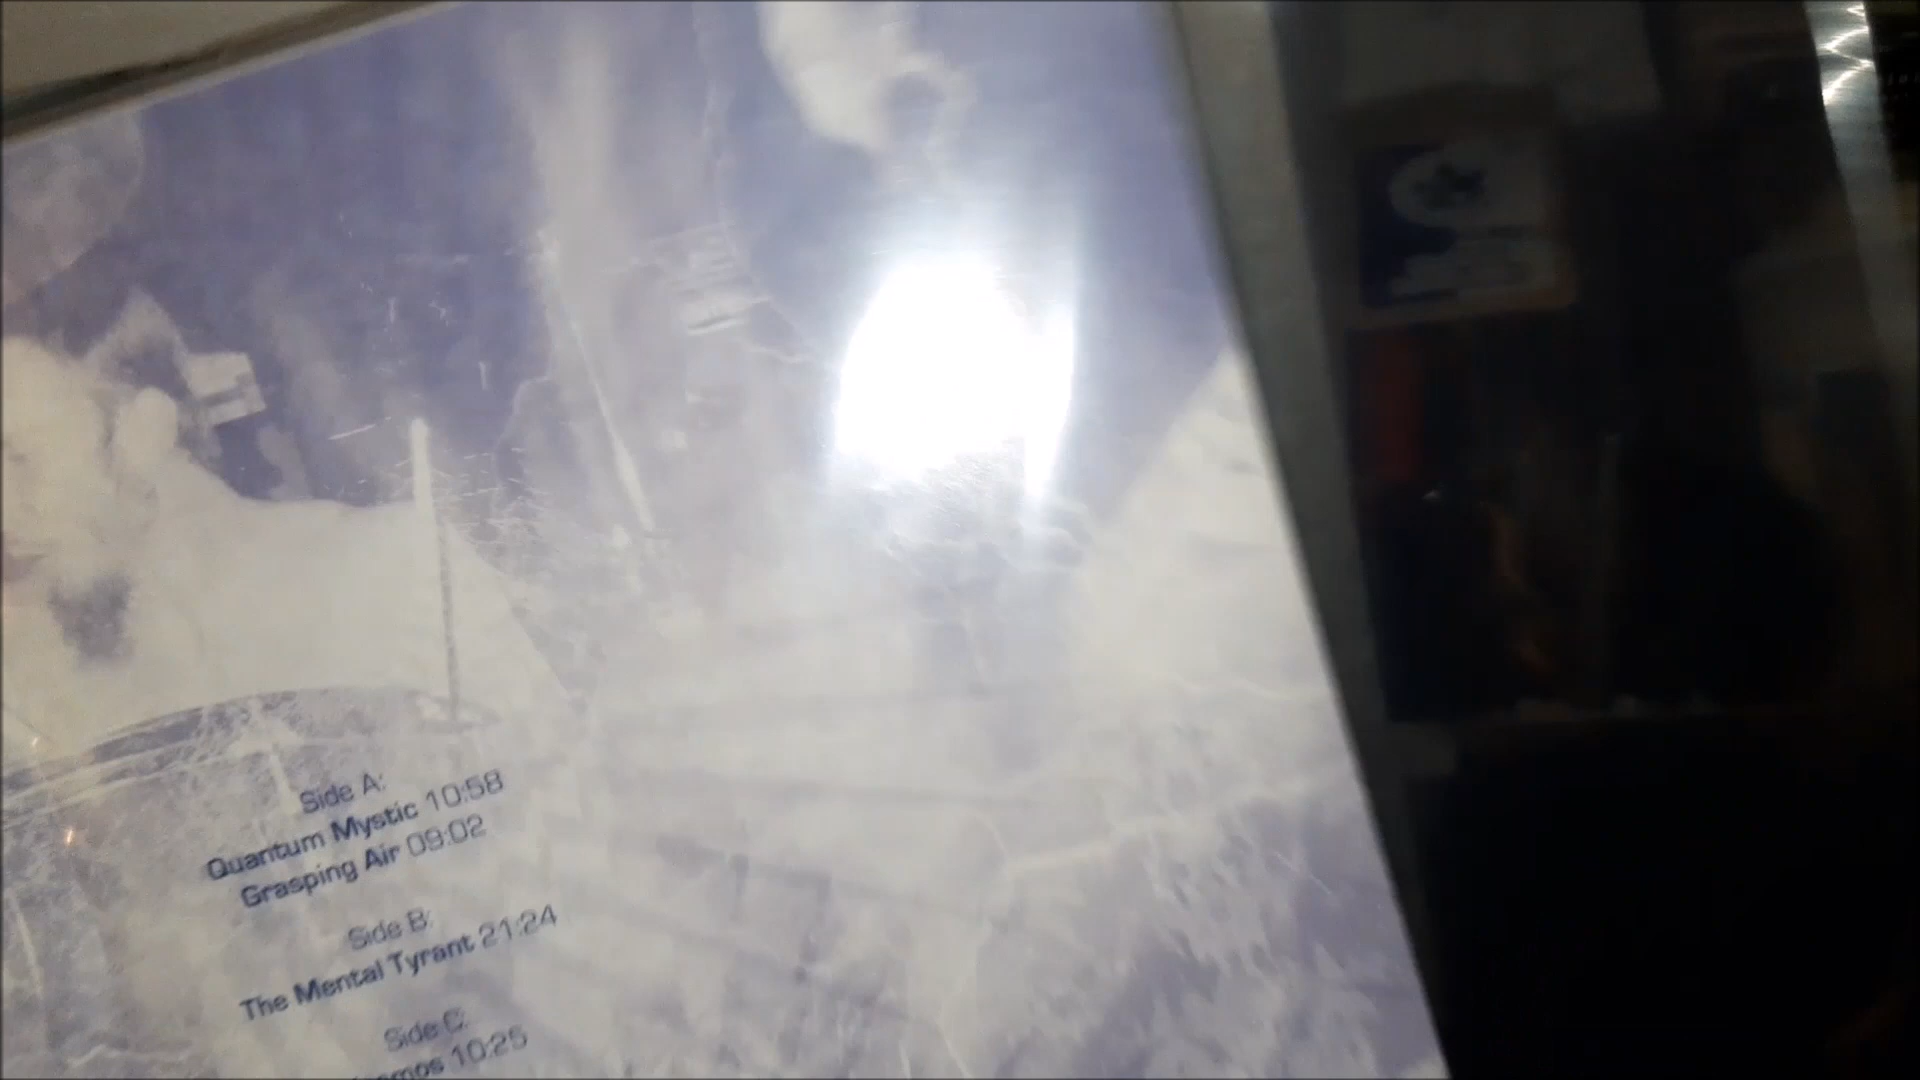 Side A:
Quantum Mystic 10:58
Grasping Air 09:02
Side B:
The Mental Tyrant 21:24
Side C:
10:25